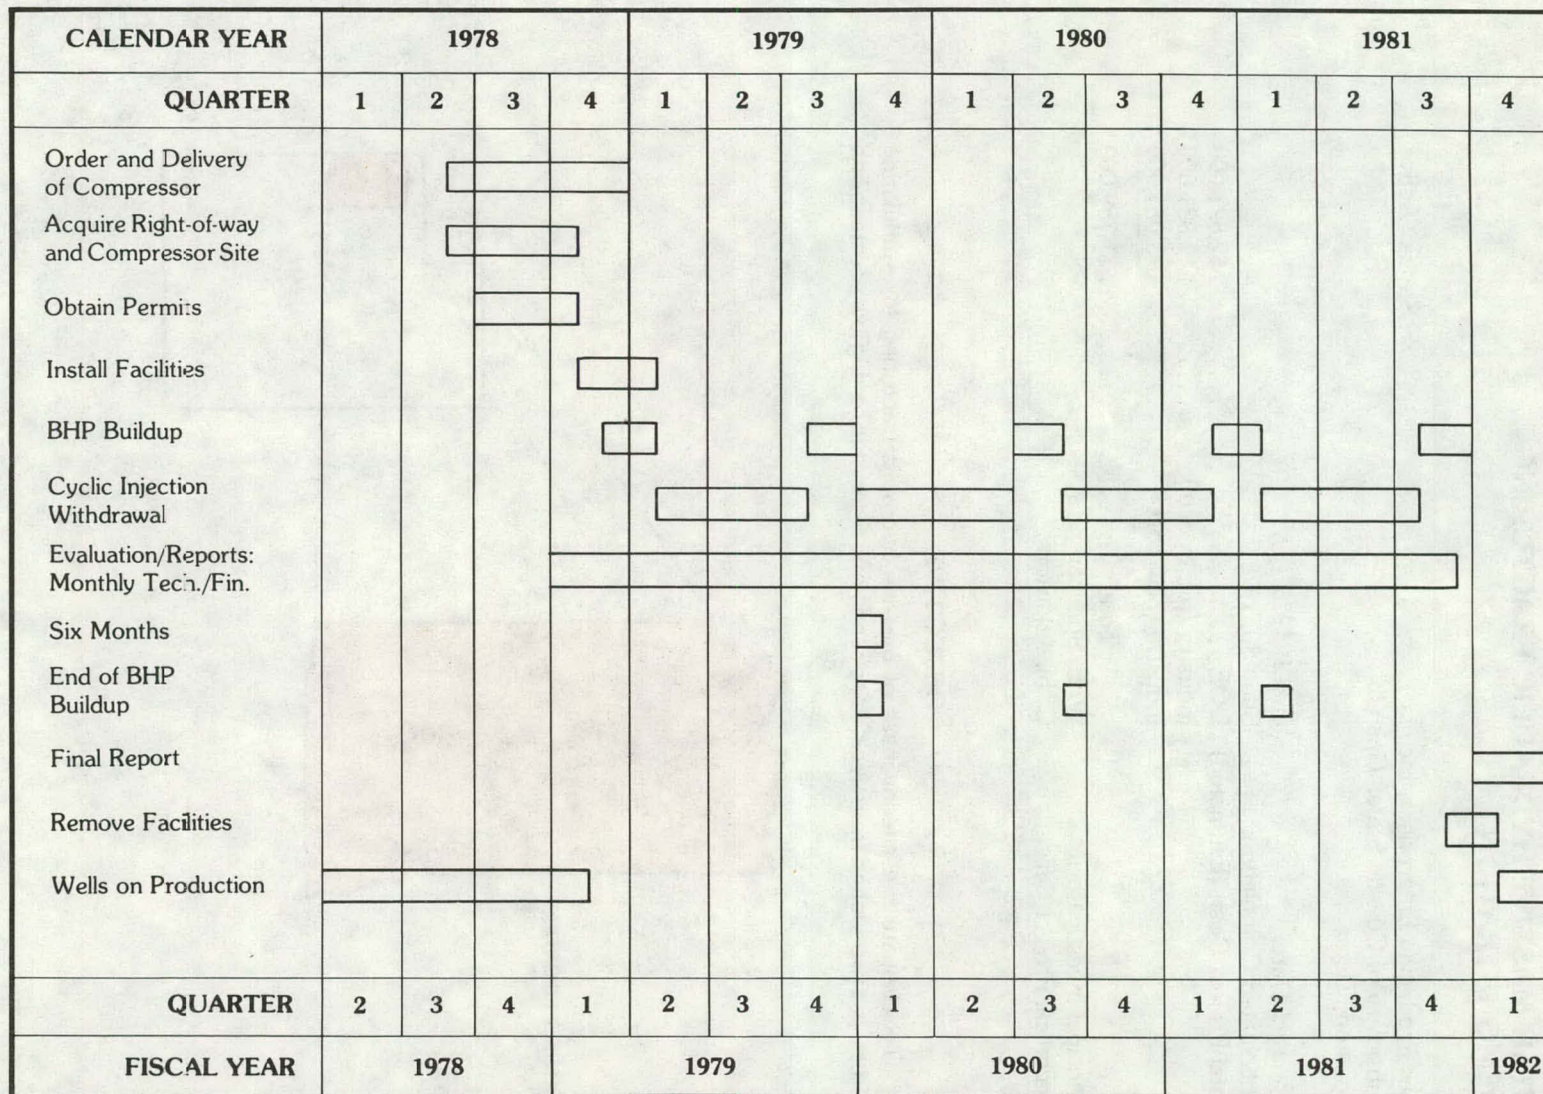 CALENDAR YEAR 1978 1979 1980 1981
QUARTER 1 2 3 4 1 2 3 4 1 2 3 4 1 2 3 4
Order and Delivery
of Compressor
Acquire Right-of-way
and Compressor Site
Obtain Permits
Install Facilities
BHP Buildup
Cyclic Injection
Withdrawal
Evaluation/Reports:
Monthly Tech./Fin.
Six Months
End of BHP
Buildup
Final Report
Remove Facilities
Wells on Production
QUARTER 2 3 4 1 2 3 4 1 2 3 4 1 2 3 4 1
FISCAL YEAR 1978 1979 1980 1981 1982